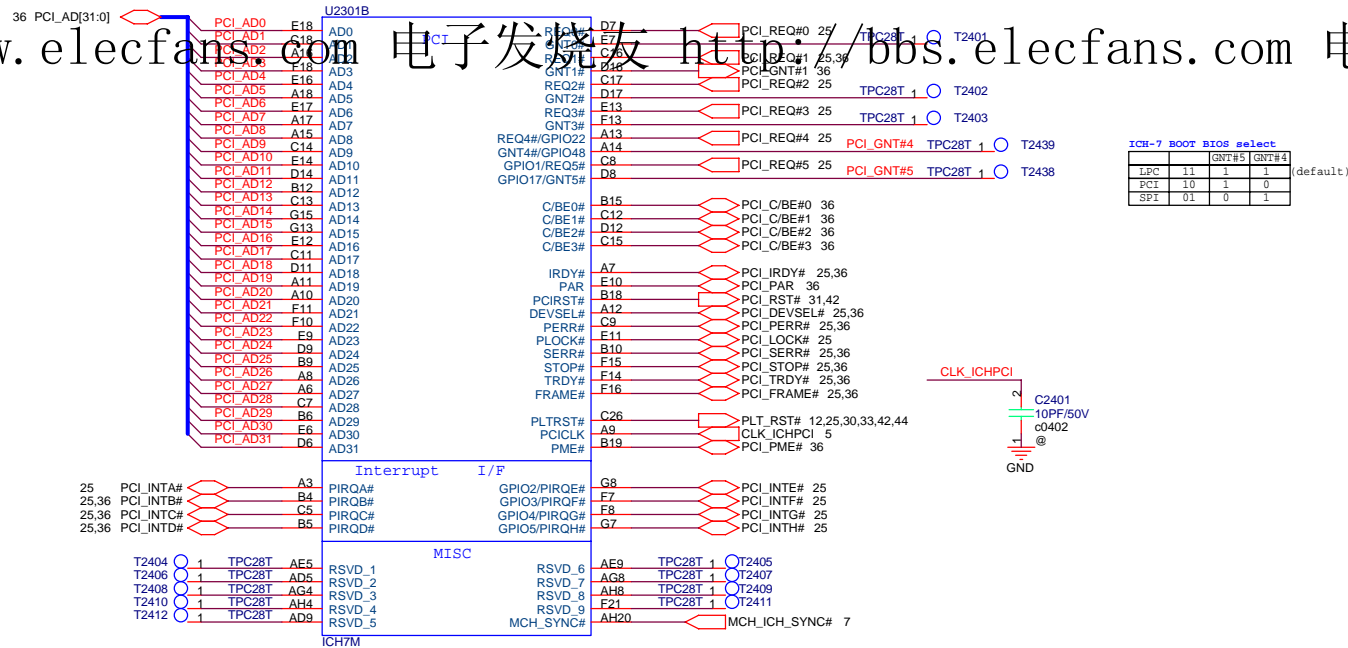 36 PCI_AD[31:0]
U2301B
PCI
w.elecfans.com 电子发烧友 http://bbs.elecfans.com 电
PCI_AD0 E18 AD0
PCI_AD1 C18 AD1
PCI_AD2 A16 AD2
PCI_AD3 F18 AD3
PCI_AD4 E16 AD4
PCI_AD5 A18 AD5
PCI_AD6 E17 AD6
PCI_AD7 A17 AD7
PCI_AD8 A15 AD8
PCI_AD9 C14 AD9
PCI_AD10 E14 AD10
PCI_AD11 D14 AD11
PCI_AD12 B12 AD12
PCI_AD13 C13 AD13
PCI_AD14 G15 AD14
PCI_AD15 G13 AD15
PCI_AD16 E12 AD16
PCI_AD17 C11 AD17
PCI_AD18 D11 AD18
PCI_AD19 A11 AD19
PCI_AD20 A10 AD20
PCI_AD21 F11 AD21
PCI_AD22 F10 AD22
PCI_AD23 E9 AD23
PCI_AD24 D9 AD24
PCI_AD25 B9 AD25
PCI_AD26 A8 AD26
PCI_AD27 A6 AD27
PCI_AD28 C7 AD28
PCI_AD29 B6 AD29
PCI_AD30 E6 AD30
PCI_AD31 D6 AD31
REQ0# D7 PCI_REQ#0 25
GNT0# E7 TPC28T 1 T2401
REQ1# C16 PCI_REQ#1 25,36
GNT1# D16 PCI_GNT#1 36
REQ2# C17 PCI_REQ#2 25
GNT2# D17 TPC28T 1 T2402
REQ3# E13 PCI_REQ#3 25
GNT3# F13 TPC28T 1 T2403
REQ4#/GPIO22 A13 PCI_REQ#4 25
GNT4#/GPIO48 A14 PCI_GNT#4 TPC28T 1 T2439
GPIO1/REQ5# C8 PCI_REQ#5 25
GPIO17/GNT5# D8 PCI_GNT#5 TPC28T 1 T2438
C/BE0# B15 PCI_C/BE#0 36
C/BE1# C12 PCI_C/BE#1 36
C/BE2# D12 PCI_C/BE#2 36
C/BE3# C15 PCI_C/BE#3 36
IRDY# A7 PCI_IRDY# 25,36
PAR E10 PCI_PAR 36
PCIRST# B18 PCI_RST# 31,42
DEVSEL# A12 PCI_DEVSEL# 25,36
PERR# C9 PCI_PERR# 25,36
PLOCK# E11 PCI_LOCK# 25
SERR# B10 PCI_SERR# 25,36
STOP# F15 PCI_STOP# 25,36
TRDY# F14 PCI_TRDY# 25,36
FRAME# F16 PCI_FRAME# 25,36
PLTRST# C26 PLT_RST# 12,25,30,33,42,44
PCICLK A9 CLK_ICHPCI 5
PME# B19 PCI_PME# 36
ICH-7 BOOT BIOS select
GNT#5 GNT#4
LPC 11 1 1 (default)
PCI 10 1 0
SPI 01 0 1
CLK_ICHPCI
2 C2401
10PF/50V
c0402
1 @
GND
Interrupt I/F
25 PCI_INTA# A3 PIRQA#
25,36 PCI_INTB# B4 PIRQB#
25,36 PCI_INTC# C5 PIRQC#
25,36 PCI_INTD# B5 PIRQD#
GPIO2/PIRQE# G8 PCI_INTE# 25
GPIO3/PIRQF# F7 PCI_INTF# 25
GPIO4/PIRQG# F8 PCI_INTG# 25
GPIO5/PIRQH# G7 PCI_INTH# 25
MISC
T2404 1 TPC28T AE5 RSVD_1
T2406 1 TPC28T AD5 RSVD_2
T2408 1 TPC28T AG4 RSVD_3
T2410 1 TPC28T AH4 RSVD_4
T2412 1 TPC28T AD9 RSVD_5
RSVD_6 AE9 TPC28T 1 T2405
RSVD_7 AG8 TPC28T 1 T2407
RSVD_8 AH8 TPC28T 1 T2409
RSVD_9 F21 TPC28T 1 T2411
MCH_SYNC# AH20 MCH_ICH_SYNC# 7
ICH7M